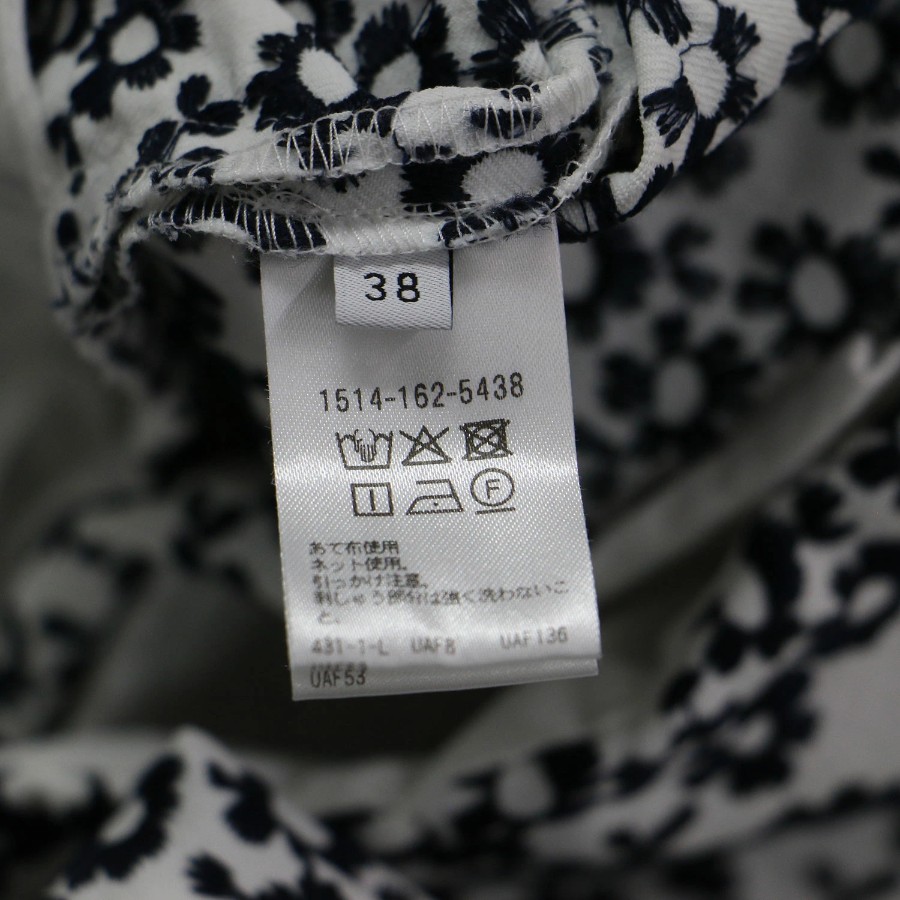 38
1514-162-5438
F
あて布使用
ネット使用。
引っかけ注意。
刺しゅう部分は強く洗わないこ
と。
431-1-L UAF8 UAF136
UAF53